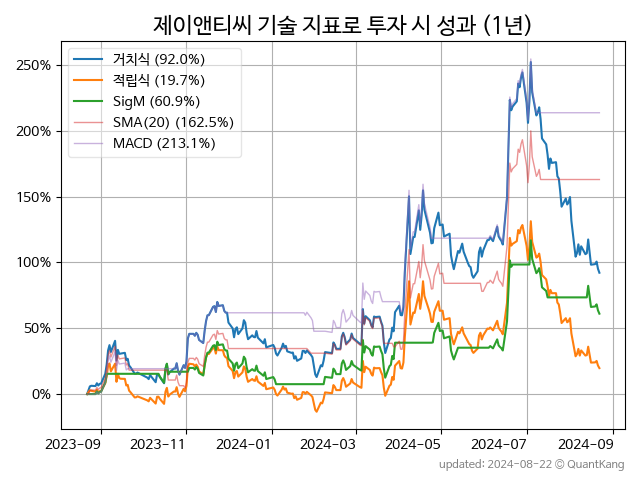 제이앤티씨 기술 지표로 투자 시 성과 (1년)
거치식 (92.0%)
적립식 (19.7%)
SigM (60.9%)
SMA(20) (162.5%)
MACD (213.1%)
250%
200%
150%
100%
50%
0%
2023-09 2023-11 2024-01 2024-03 2024-05 2024-07 2024-09
updated: 2024-08-22 © QuantKang